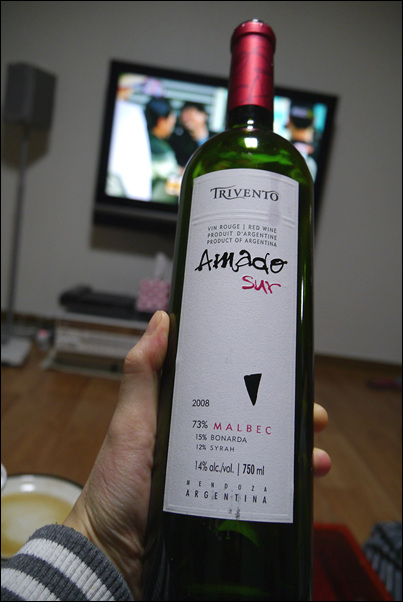 TRIVENTO
VIN ROUGE | RED WINE
PRODUIT D'ARGENTINE
PRODUCT OF ARGENTINA
Amado
Sur
2008
73% MALBEC
15% BONARDA
12% SYRAH
14% alc./vol. | 750 ml
MENDOZA
ARGENTINA